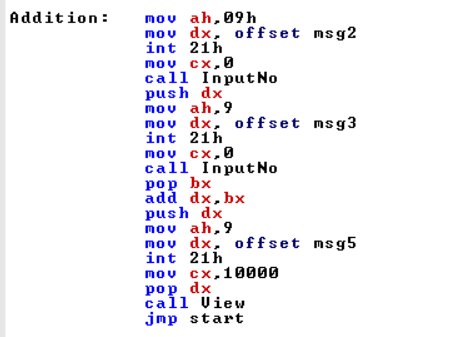 Addition: mov ah,09h
mov dx, offset msg2
int 21h
mov cx,0
call InputNo
push dx
mov ah,9
mov dx, offset msg3
int 21h
mov cx,0
call InputNo
pop bx
add dx,bx
push dx
mov ah,9
mov dx, offset msg5
int 21h
mov cx,10000
pop dx
call View
jmp start